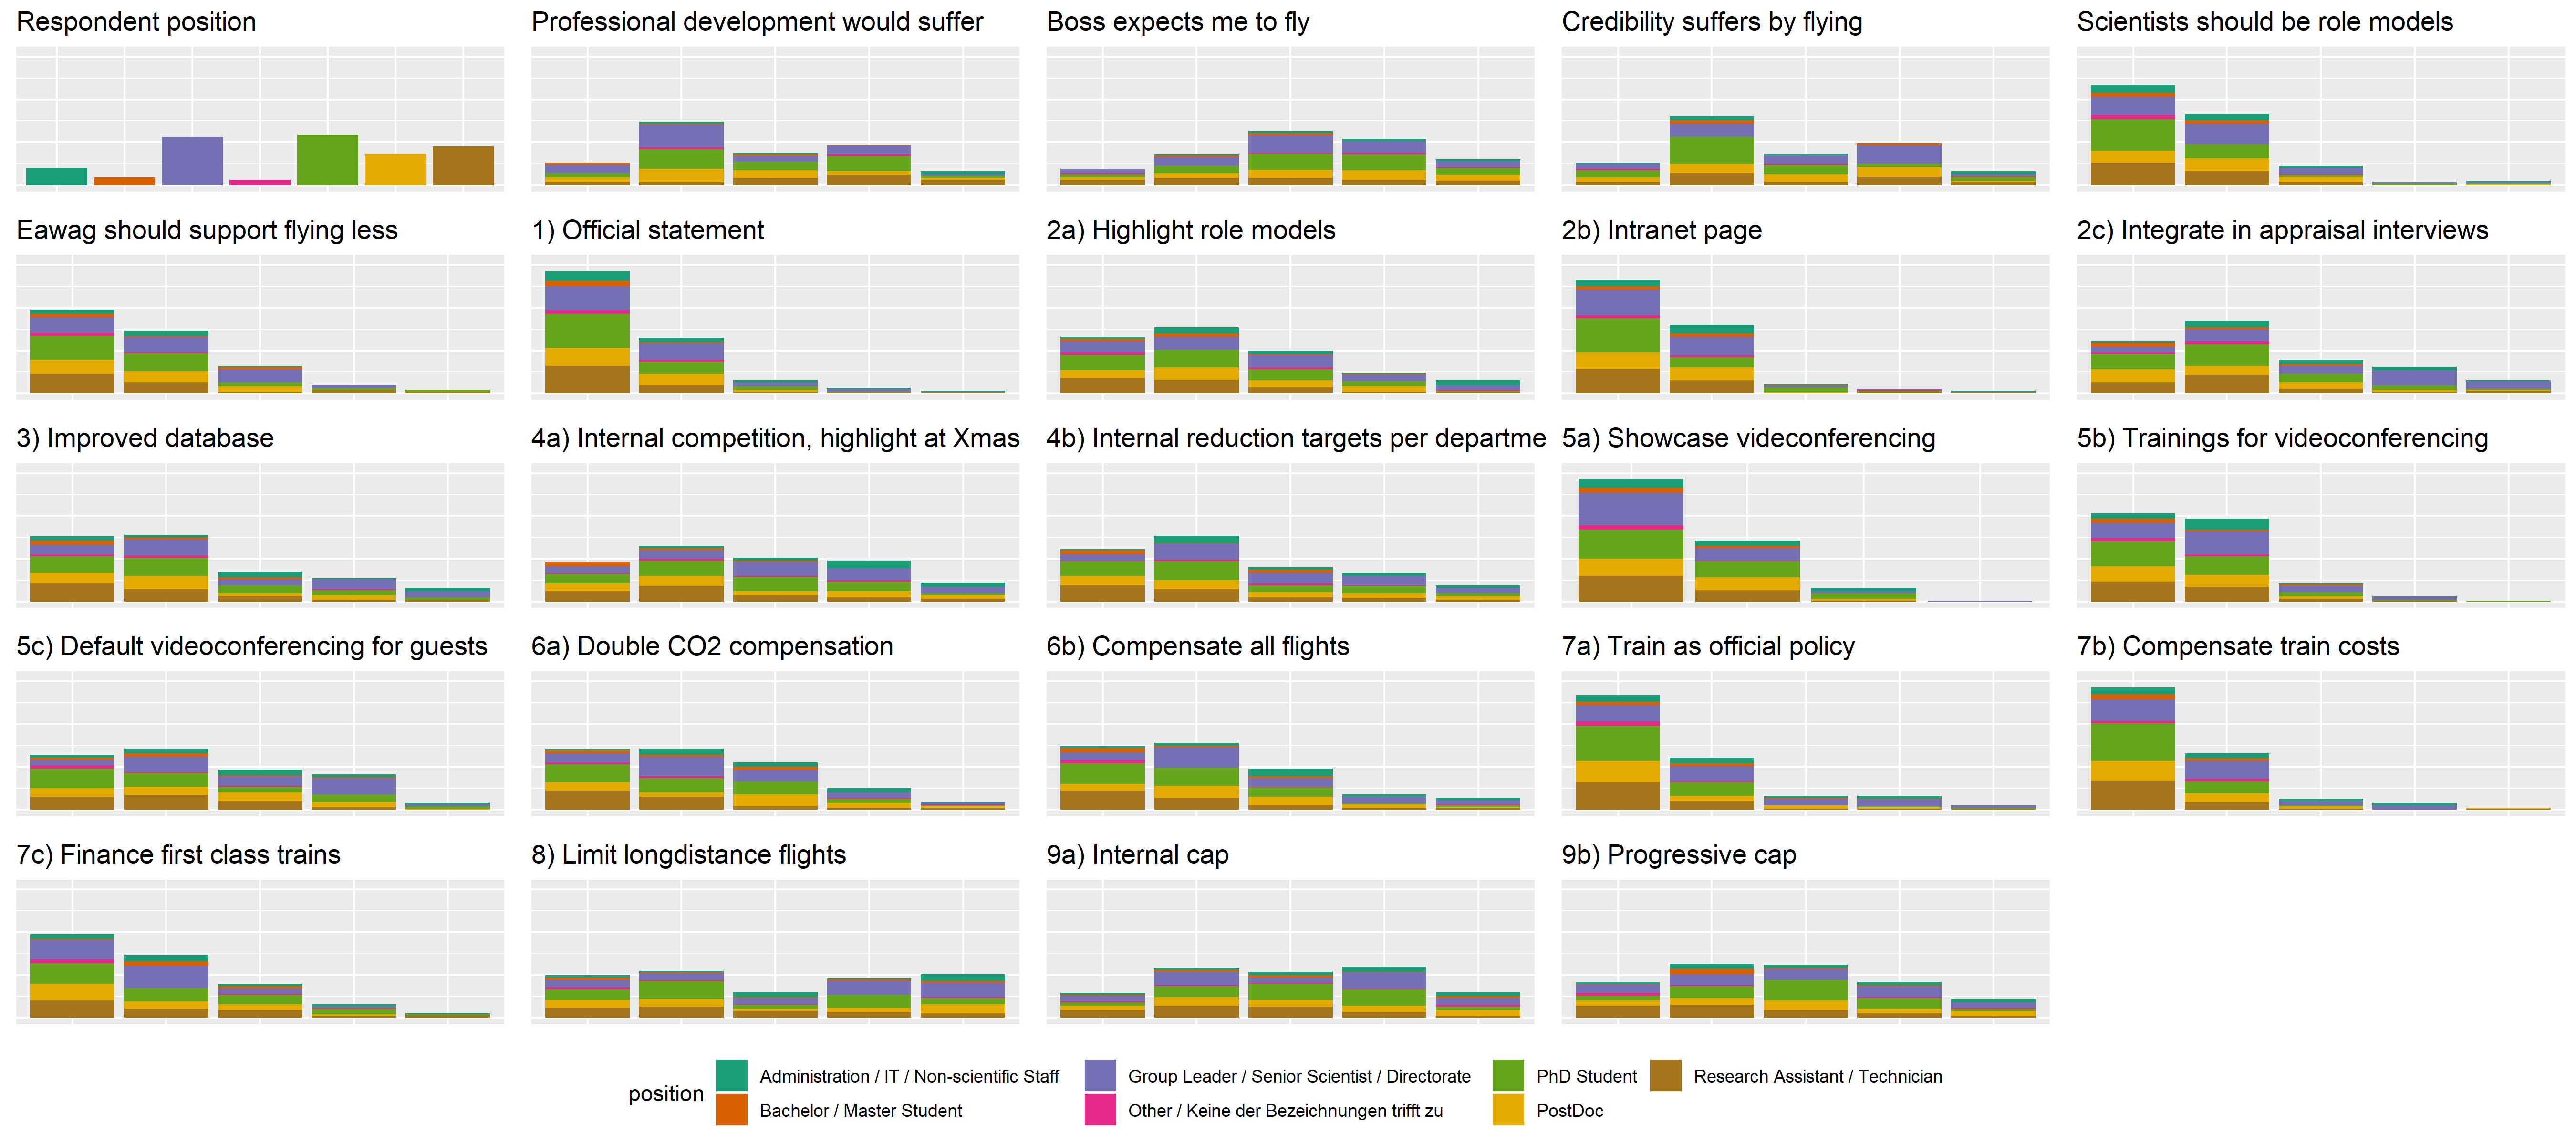 Respondent position
Professional development would suffer
Boss expects me to fly
Credibility suffers by flying
Scientists should be role models
Eawag should support flying less
1) Official statement
2a) Highlight role models
2b) Intranet page
2c) Integrate in appraisal interviews
3) Improved database
4a) Internal competition, highlight at Xmas
4b) Internal reduction targets per departme
5a) Showcase videconferencing
5b) Trainings for videoconferencing
5c) Default videoconferencing for guests
6a) Double CO2 compensation
6b) Compensate all flights
7a) Train as official policy
7b) Compensate train costs
7c) Finance first class trains
8) Limit longdistance flights
9a) Internal cap
9b) Progressive cap
position
Administration / IT / Non-scientific Staff
Bachelor / Master Student
Group Leader / Senior Scientist / Directorate
Other / Keine der Bezeichnungen trifft zu
PhD Student
PostDoc
Research Assistant / Technician